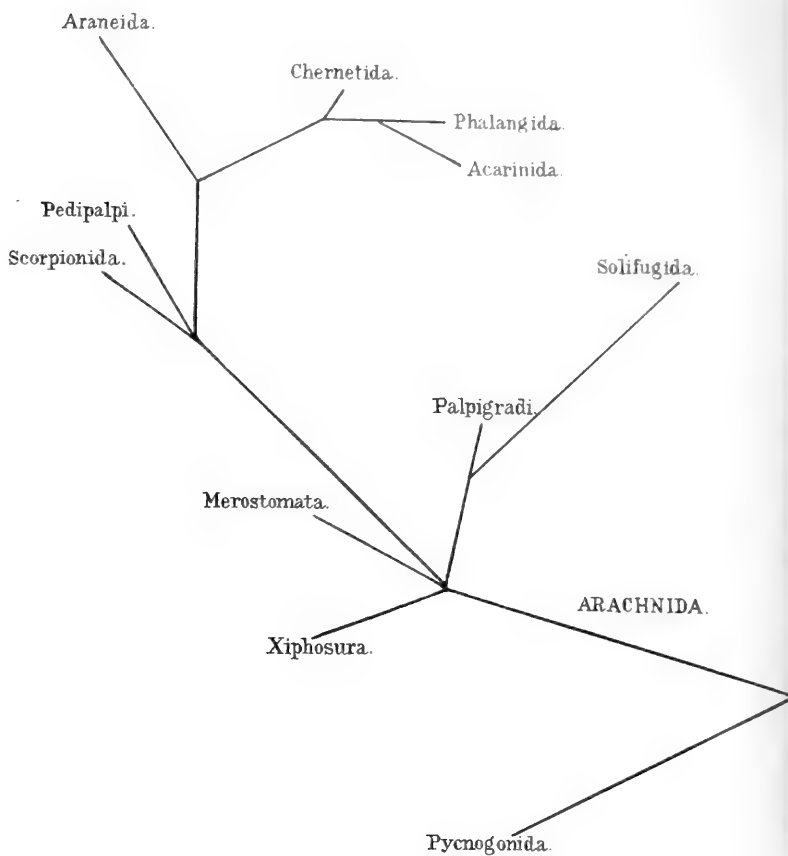 Araneida.
Chernetida.
Phalangida.
Acarinida.
Pedipalpi.
Scorpionida.
Solifugida.
Palpigradi.
Merostomata.
ARACHNIDA.
Xiphosura.
Pycnogonida.